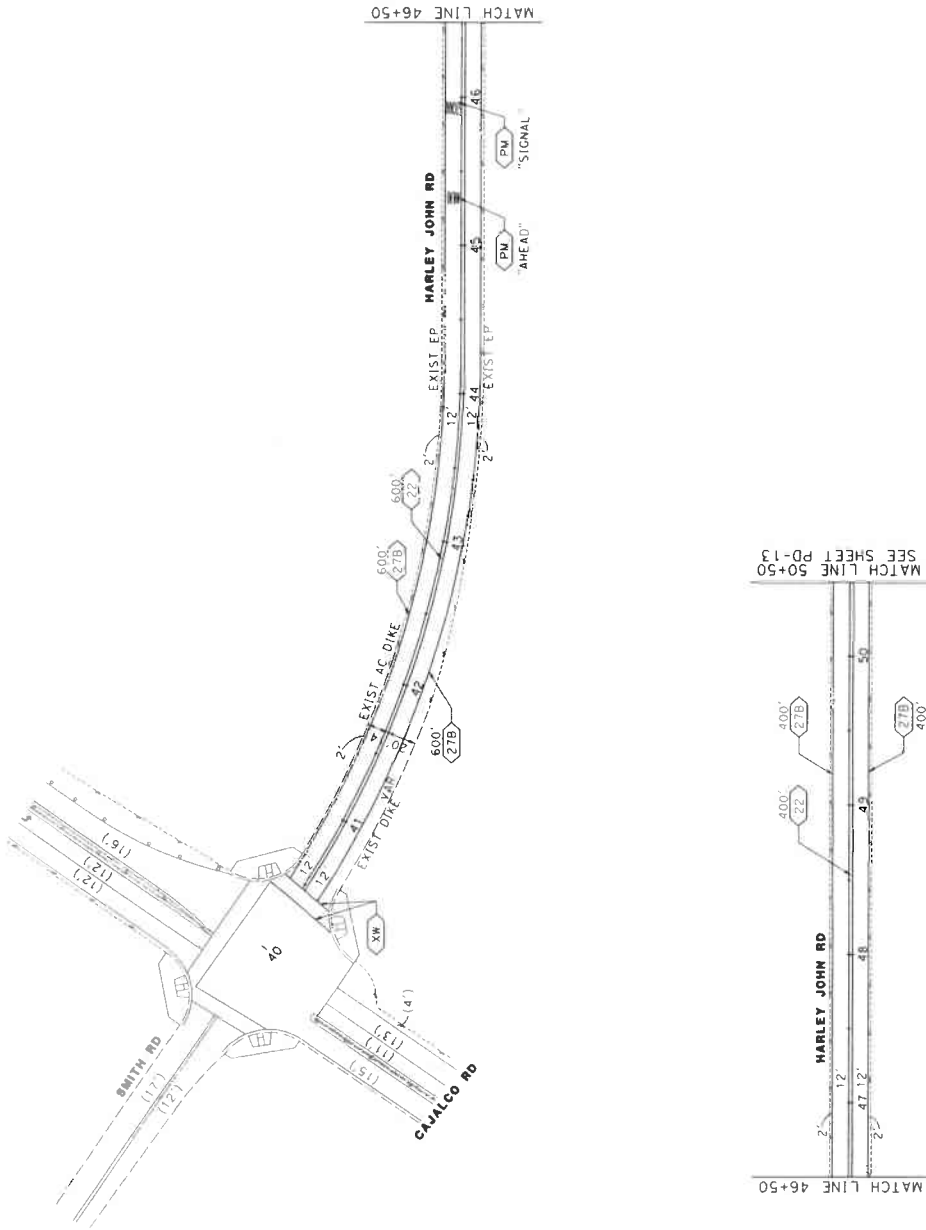 MATCH LINE 46+50
HARLEY JOHN RD
46
PM
"SIGNAL"
PM
"AHEAD"
45
EXIST EP
EXIST EP
44
12'
12'
2'
2'
600'
22
600'
27B
43
EXIST AC DIKE
42
600'
27B
2'
20'
VAR
EXIST DIKE
41
12'
12'
XW
40
(16')
(12')
(12')
SMITH RD
(17')
(12')
(4')
(13')
(11')
(15')
CAJALCO RD
MATCH LINE 50+50
SEE SHEET PD-13
50
400'
27B
27B
400'
400'
22
49
HARLEY JOHN RD
48
12'
47 12'
2'
2'
MATCH LINE 46+50